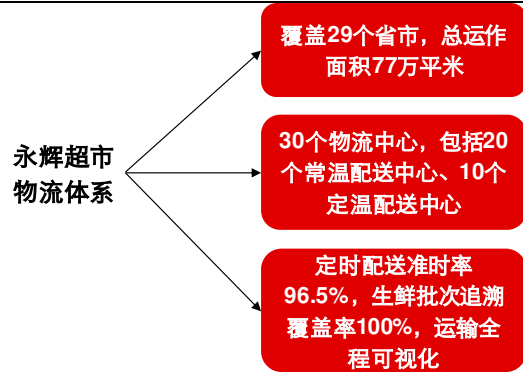 永辉超市
物流体系
覆盖29个省市，总运作
面积77万平米
30个物流中心，包括20
个常温配送中心、10个
定温配送中心
定时配送准时率
96.5%，生鲜批次追溯
覆盖率100%，运输全
程可视化